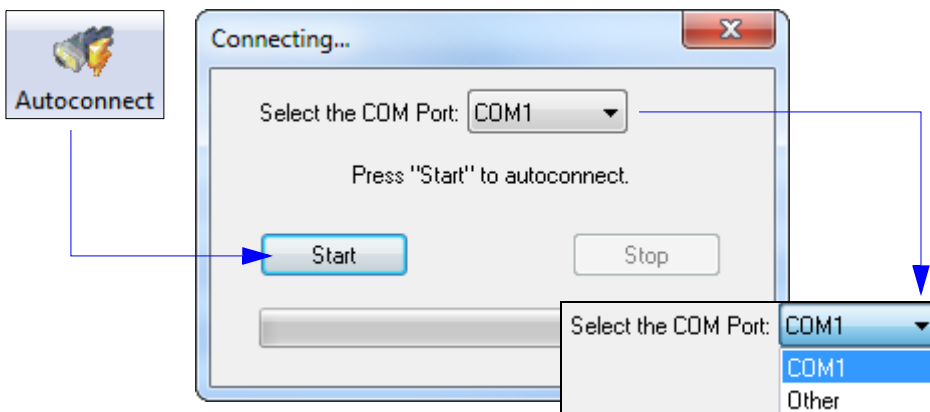 Autoconnect
Connecting...
Select the COM Port: COM1
Press "Start" to autoconnect.
Start Stop
Select the COM Port: COM1
COM1
Other